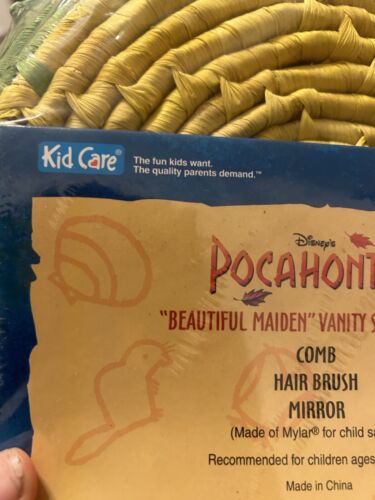 Kid Care®
The fun kids want.
The quality parents demand.™
Disney's
POCAHONT
"BEAUTIFUL MAIDEN" VANITY S
COMB
HAIR BRUSH
MIRROR
(Made of Mylar® for child sa
Recommended for children ages
Made in China